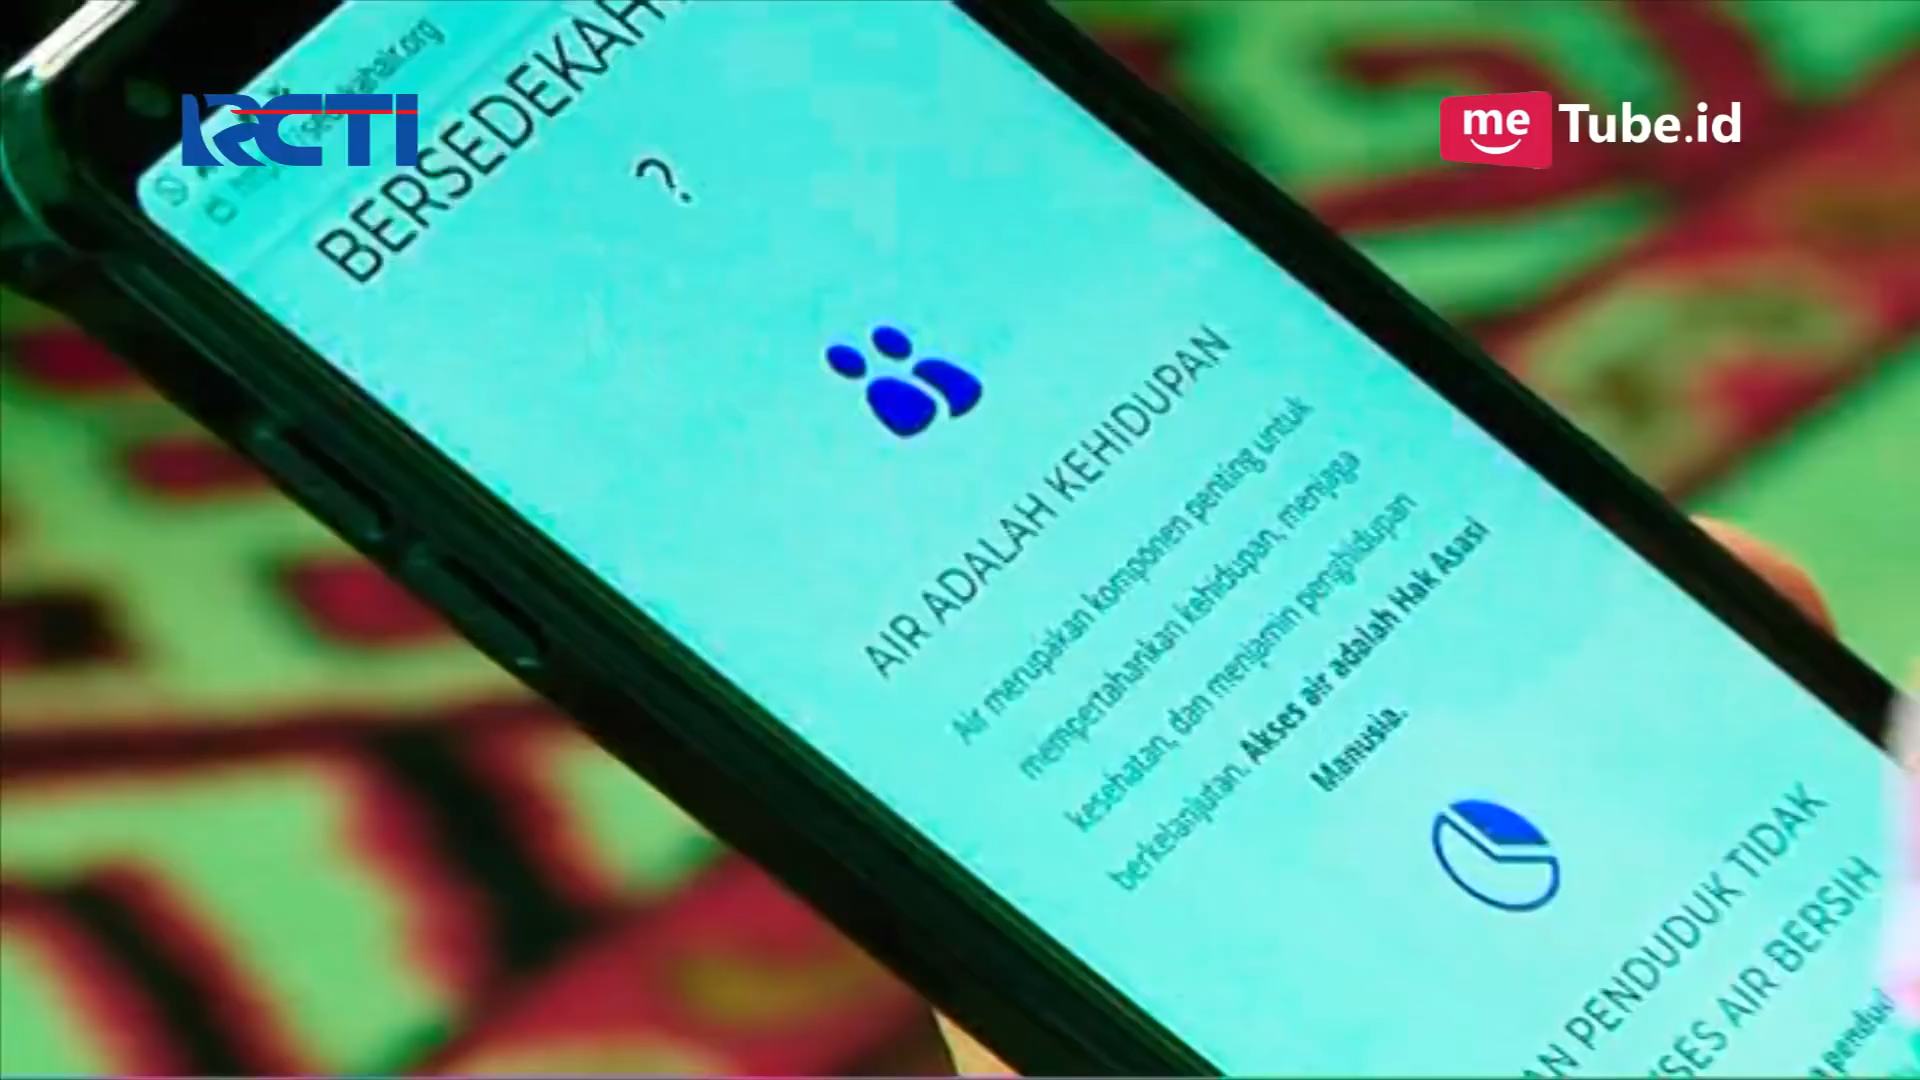 RCTI
me Tube.id
BERSEDEKAH
?
AIR ADALAH KEHIDUPAN
Air merupakan komponen penting untuk
mempertahankan kehidupan, menjaga
kesehatan, dan menjamin penghidupan
berkelanjutan. Akses air adalah Hak Asasi
Manusia.
PENDUDUK TIDAK
AIR BERSIH